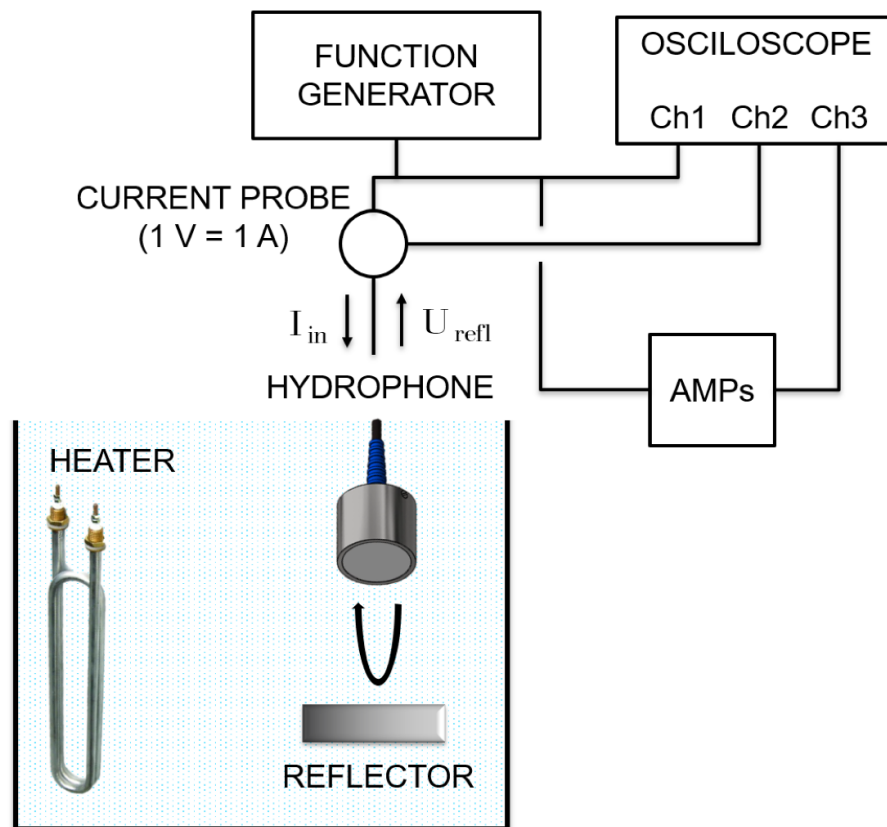 FUNCTION
GENERATOR
OSCILOSCOPE
Ch1 Ch2 Ch3
CURRENT PROBE
(1 V = 1 A)
I in
U refl
HYDROPHONE
AMPs
HEATER
REFLECTOR